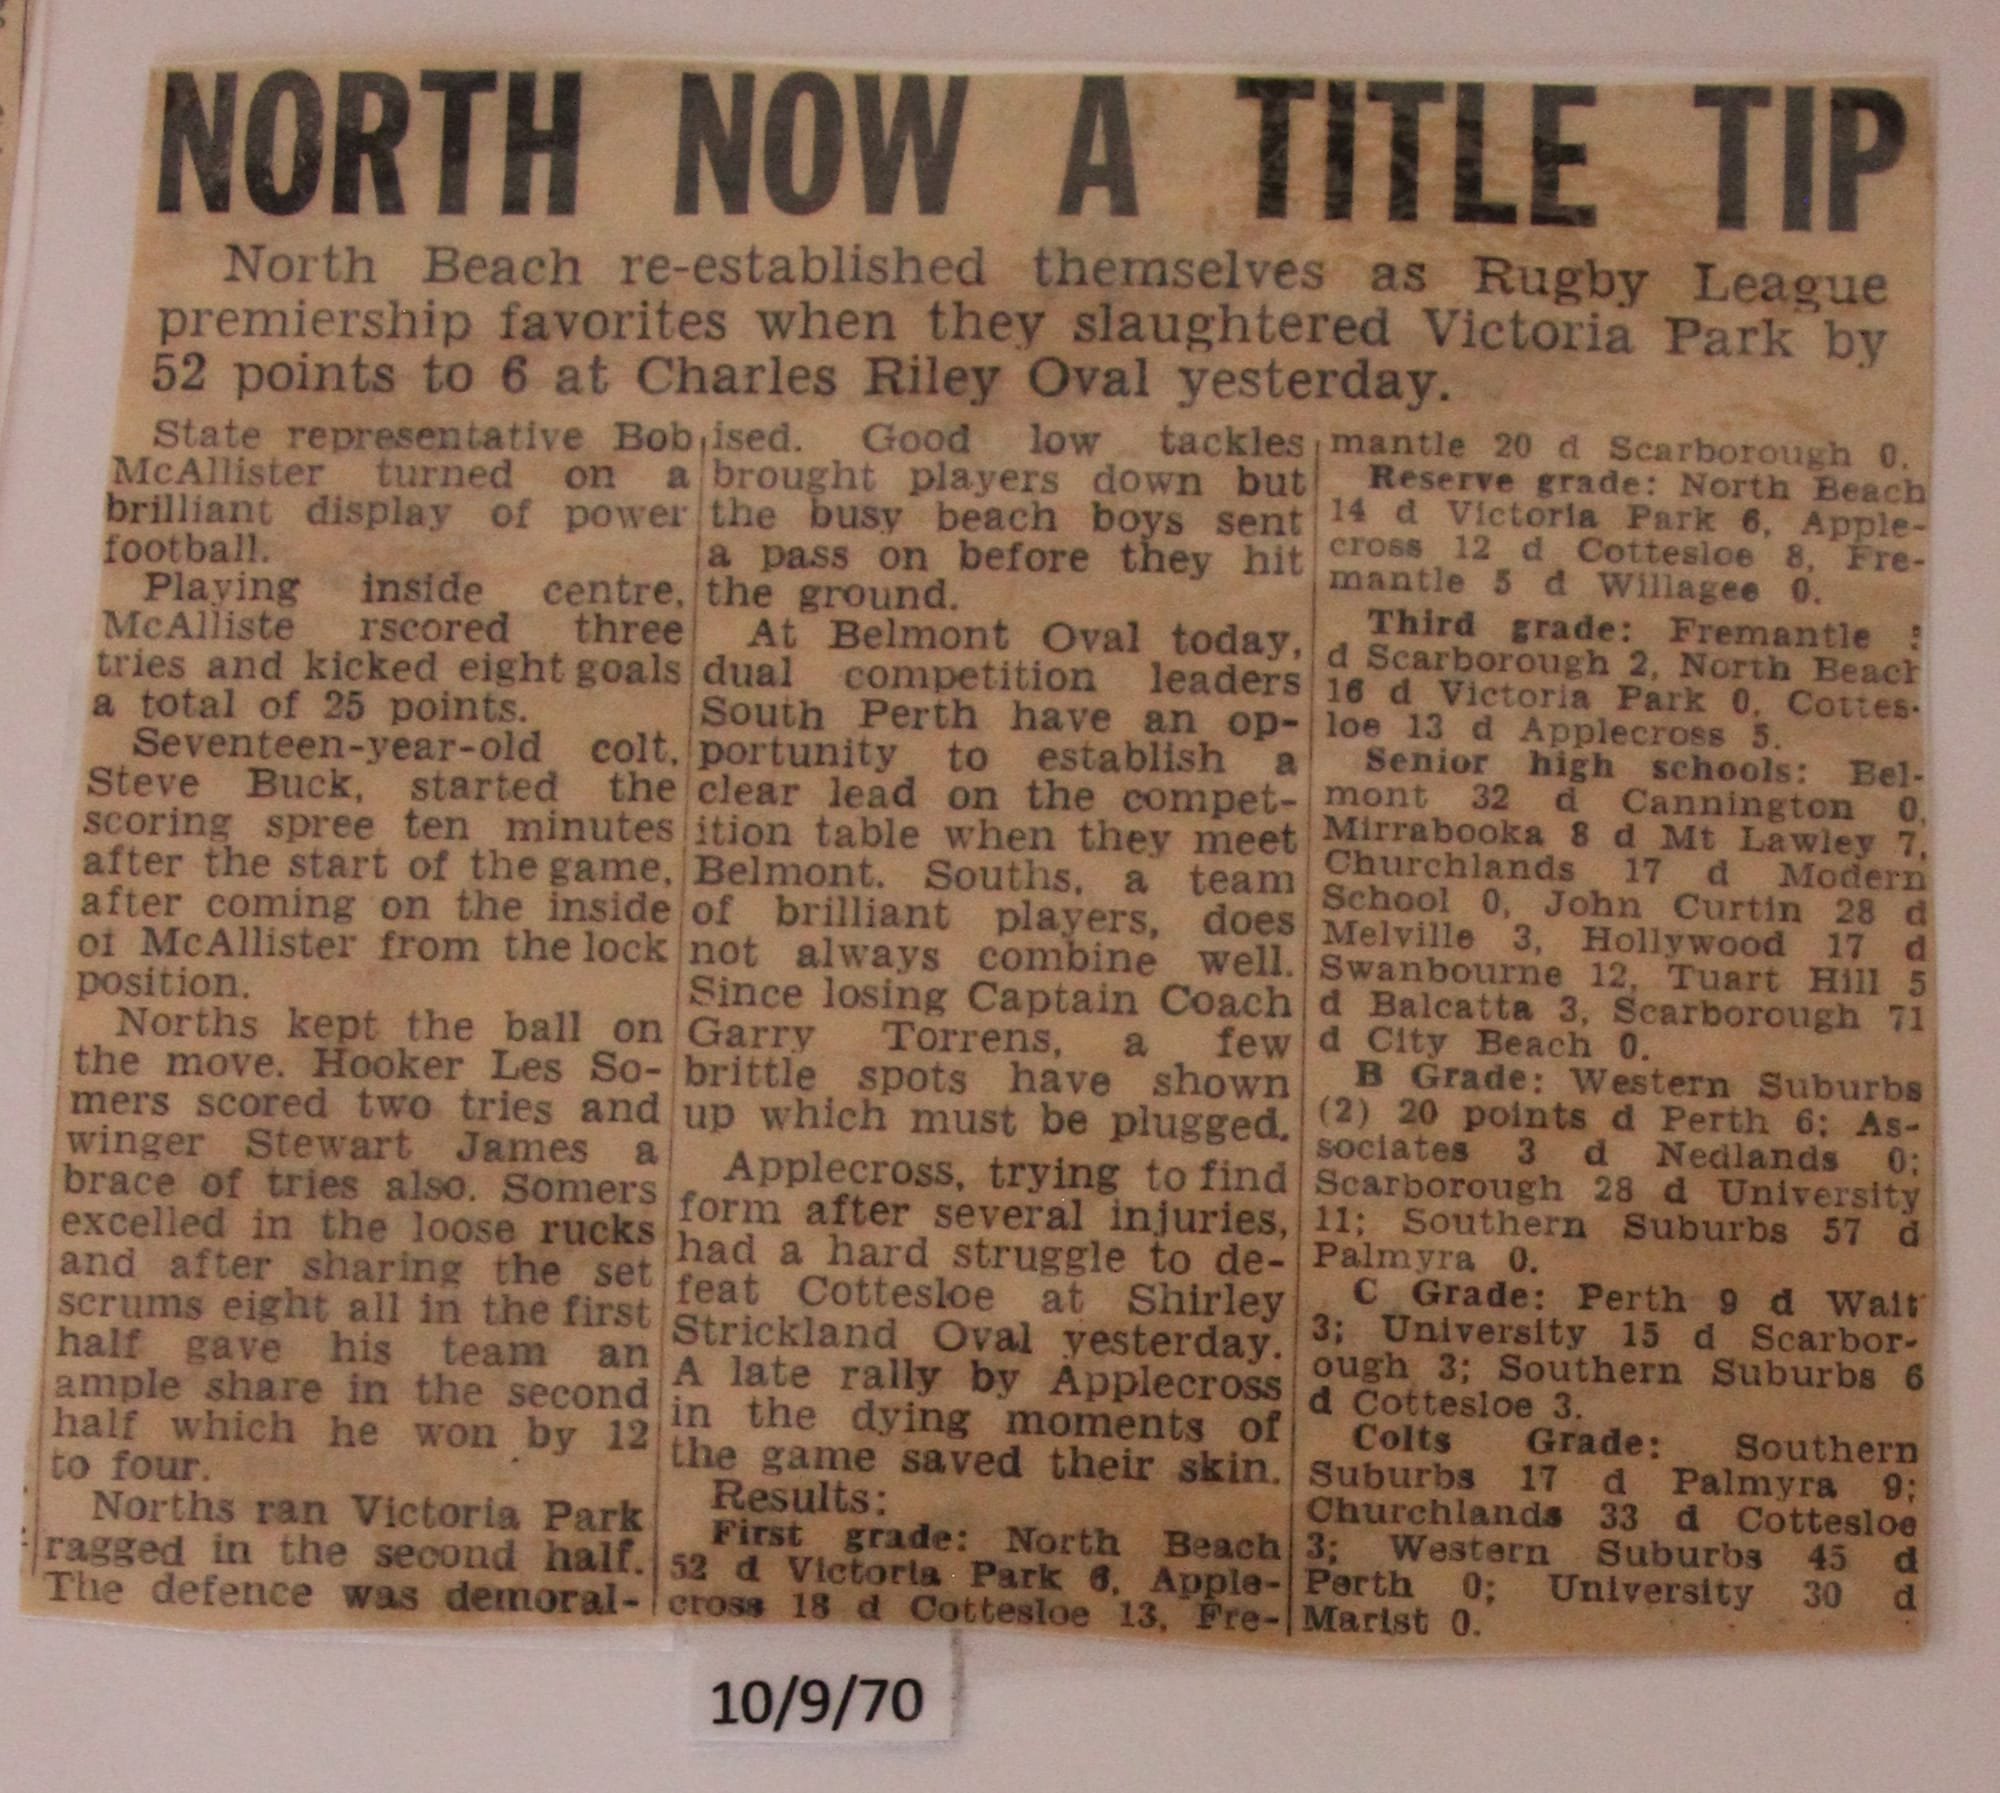 NORTH NOW A TITLE TIP
North Beach re-established themselves as Rugby League
premiership favorites when they slaughtered Victoria Park by
52 points to 6 at Charles Riley Oval yesterday.
State representative Bob
McAllister turned on a
brilliant display of power
football.
Playing inside centre,
McAlliste rscored three
tries and kicked eight goals
a total of 25 points.
Seventeen-year-old colt,
Steve Buck, started the
scoring spree ten minutes
after the start of the game,
after coming on the inside
of McAllister from the lock
position.
Norths kept the ball on
the move. Hooker Les So-
mers scored two tries and
winger Stewart James a
brace of tries also. Somers
excelled in the loose rucks
and after sharing the set
scrums eight all in the first
half gave his team an
ample share in the second
half which he won by 12
to four.
Norths ran Victoria Park
ragged in the second half.
The defence was demoral-
ised. Good low tackles
brought players down but
the busy beach boys sent
a pass on before they hit
the ground.
At Belmont Oval today,
dual competition leaders
South Perth have an op-
portunity to establish a
clear lead on the compet-
ition table when they meet
Belmont. Souths, a team
of brilliant players, does
not always combine well.
Since losing Captain Coach
Garry Torrens, a few
brittle spots have shown
up which must be plugged.
Applecross, trying to find
form after several injuries,
had a hard struggle to de-
feat Cottesloe at Shirley
Strickland Oval yesterday.
A late rally by Applecross
in the dying moments of
the game saved their skin.
Results:
First grade: North Beach
52 d Victoria Park 6, Apple-
cross 18 d Cottesloe 13, Fre-
mantle 20 d Scarborough 0.
Reserve grade: North Beach
14 d Victoria Park 6, Apple-
cross 12 d Cottesloe 8, Fre-
mantle 5 d Willagee 0.
Third grade: Fremantle
d Scarborough 2, North Beach
16 d Victoria Park 0, Cottes-
loe 13 d Applecross 5.
Senior high schools: Bel-
mont 32 d Cannington 0,
Mirrabooka 8 d Mt Lawley 7,
Churchlands 17 d Modern
School 0, John Curtin 28 d
Melville 3, Hollywood 17 d
Swanbourne 12, Tuart Hill 5
d Balcatta 3, Scarborough 71
d City Beach 0.
B Grade: Western Suburbs
(2) 20 points d Perth 6; As-
sociates 3 d Nedlands 0;
Scarborough 28 d University
11; Southern Suburbs 57 d
Palmyra 0.
C Grade: Perth 9 d Wait
3; University 15 d Scarbor-
ough 3; Southern Suburbs 6
d Cottesloe 3.
Colts Grade: Southern
Suburbs 17 d Palmyra 9;
Churchlands 33 d Cottesloe
3; Western Suburbs 45 d
Perth 0; University 30 d
Marist 0.
10/9/70